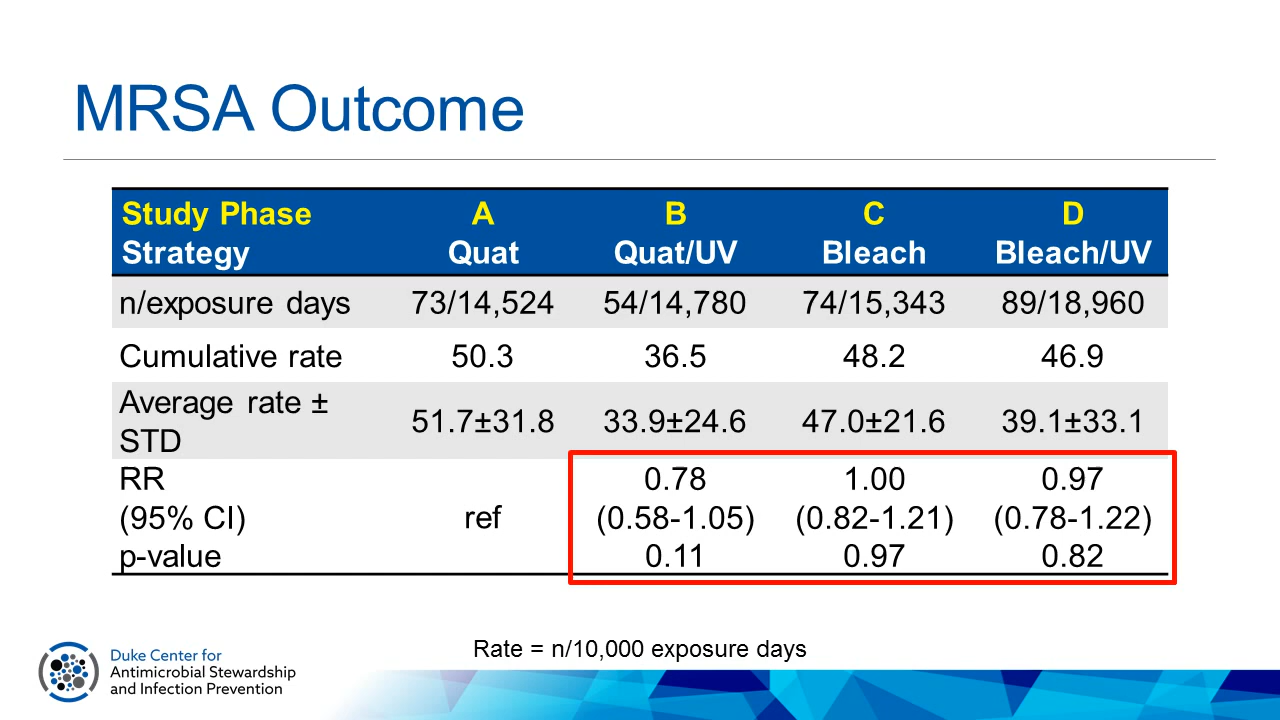 MRSA Outcome
Study Phase A B C D
Strategy Quat Quat/UV Bleach Bleach/UV
n/exposure days 73/14,524 54/14,780 74/15,343 89/18,960
Cumulative rate 50.3 36.5 48.2 46.9
Average rate ±
STD 51.7±31.8 33.9±24.6 47.0±21.6 39.1±33.1
RR 0.78 1.00 0.97
(95% CI) ref (0.58-1.05) (0.82-1.21) (0.78-1.22)
p-value 0.11 0.97 0.82
Rate = n/10,000 exposure days
Duke Center for
Antimicrobial Stewardship
and Infection Prevention